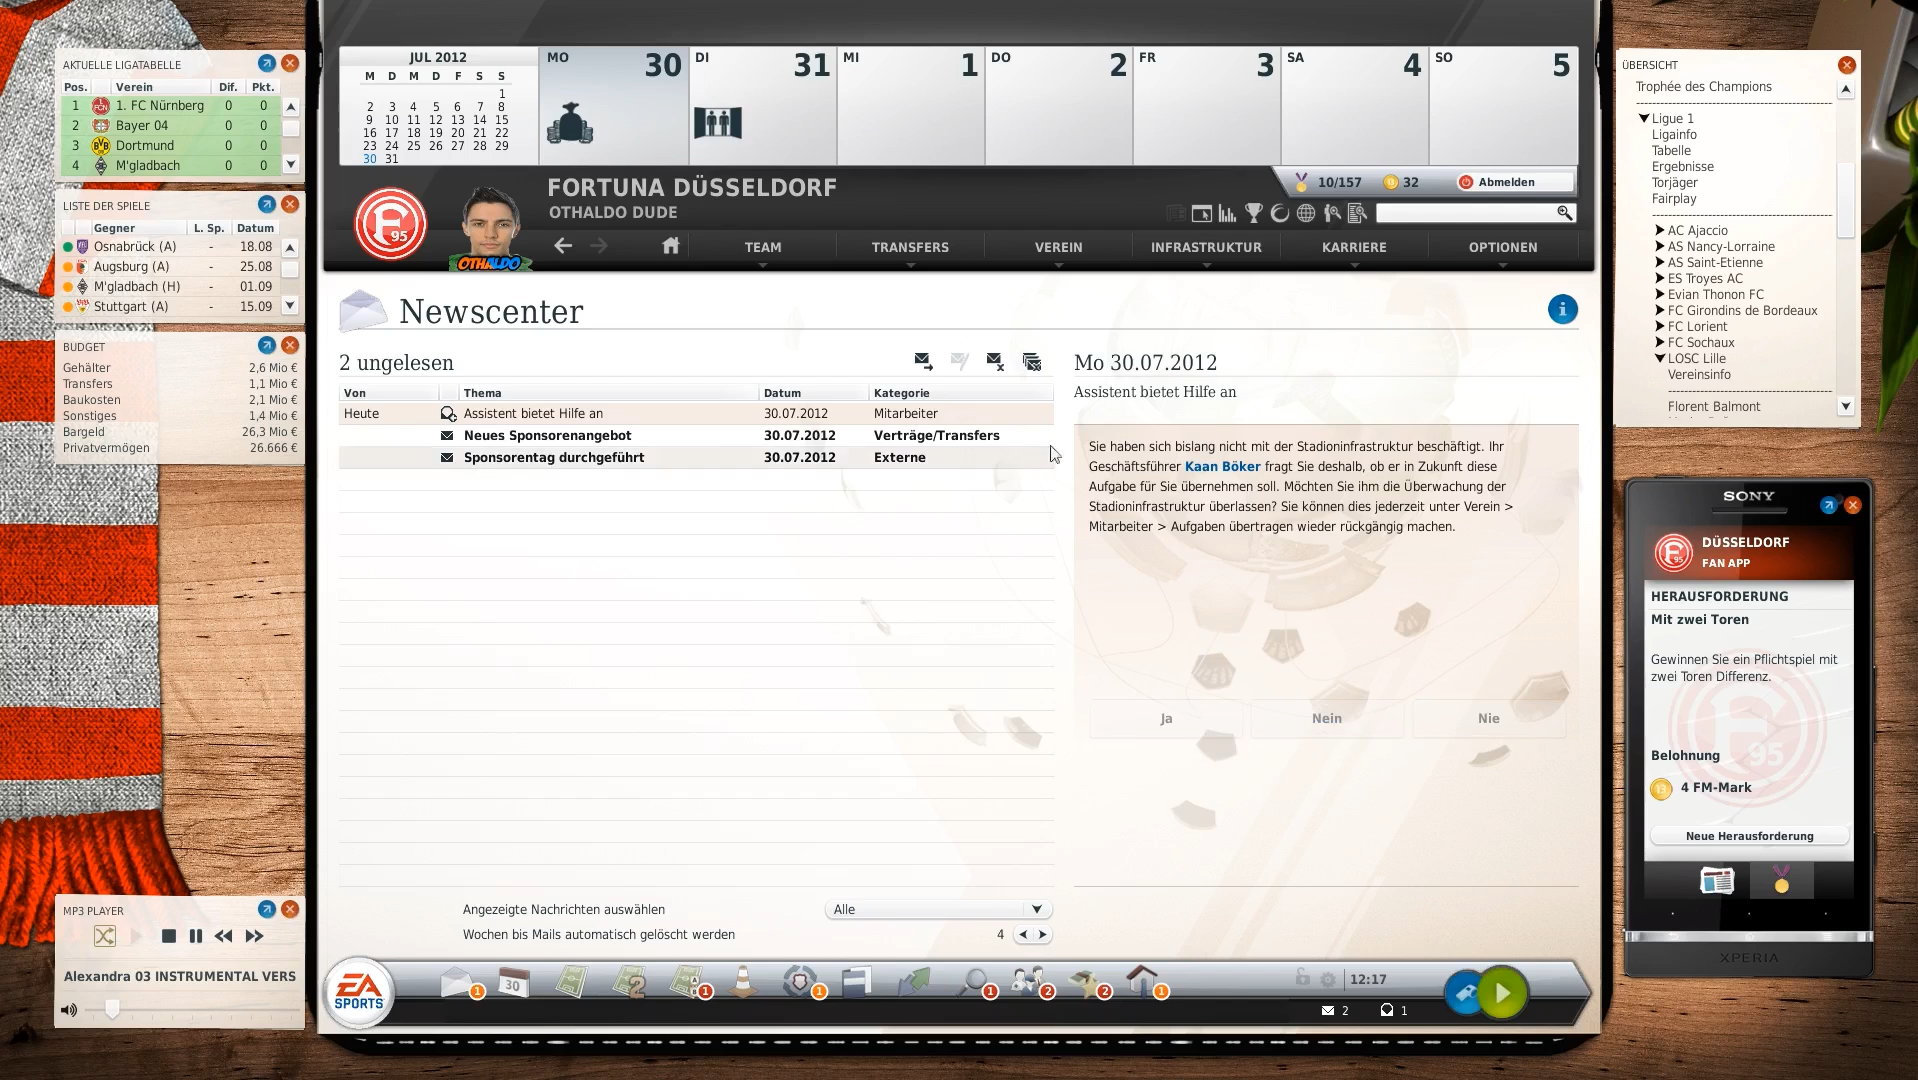 AKTUELLE LIGATABELLE
Pos. Verein Dif. Pkt.
1 1. FC Nürnberg 0 0
2 Bayer 04 0 0
3 Dortmund 0 0
4 M'gladbach 0 0
LISTE DER SPIELE
Gegner L. Sp. Datum
Osnabrück (A) - 18.08
Augsburg (A) - 25.08
M'gladbach (H) - 01.09
Stuttgart (A) - 15.09
BUDGET
Gehälter 2,6 Mio €
Transfers 1,1 Mio €
Baukosten 2,1 Mio €
Sonstiges 1,4 Mio €
Bargeld 26,3 Mio €
Privatvermögen 26.666 €
MP3 PLAYER
Alexandra 03 INSTRUMENTAL VERS
JUL 2012
M D M D F S S
1
2 3 4 5 6 7 8
9 10 11 12 13 14 15
16 17 18 19 20 21 22
23 24 25 26 27 28 29
30 31
MO 30
DI 31
MI 1
DO 2
FR 3
SA 4
SO 5
FORTUNA DÜSSELDORF
OTHALDO DUDE
F 95
OTHALDO
10/157 32 Abmelden
TEAM TRANSFERS VEREIN INFRASTRUKTUR KARRIERE OPTIONEN
Newscenter
2 ungelesen
Von Thema Datum Kategorie
Heute Assistent bietet Hilfe an 30.07.2012 Mitarbeiter
Neues Sponsorenangebot 30.07.2012 Verträge/Transfers
Sponsorentag durchgeführt 30.07.2012 Externe
Angezeigte Nachrichten auswählen Alle
Wochen bis Mails automatisch gelöscht werden 4
Mo 30.07.2012
Assistent bietet Hilfe an
Sie haben sich bislang nicht mit der Stadioninfrastruktur beschäftigt. Ihr
Geschäftsführer Kaan Böker fragt Sie deshalb, ob er in Zukunft diese
Aufgabe für Sie übernehmen soll. Möchten Sie ihm die Überwachung der
Stadioninfrastruktur überlassen? Sie können dies jederzeit unter Verein >
Mitarbeiter > Aufgaben übertragen wieder rückgängig machen.
Ja Nein Nie
EA SPORTS
1 30 2 1 1 1 2 2 1
12:17
2 1
ÜBERSICHT
Trophée des Champions
Ligue 1
Ligainfo
Tabelle
Ergebnisse
Torjäger
Fairplay
AC Ajaccio
AS Nancy-Lorraine
AS Saint-Etienne
ES Troyes AC
Evian Thonon FC
FC Girondins de Bordeaux
FC Lorient
FC Sochaux
LOSC Lille
Vereinsinfo
Florent Balmont
SONY
DÜSSELDORF
FAN APP
HERAUSFORDERUNG
Mit zwei Toren
Gewinnen Sie ein Pflichtspiel mit
zwei Toren Differenz.
Belohnung
4 FM-Mark
Neue Herausforderung
XPERIA